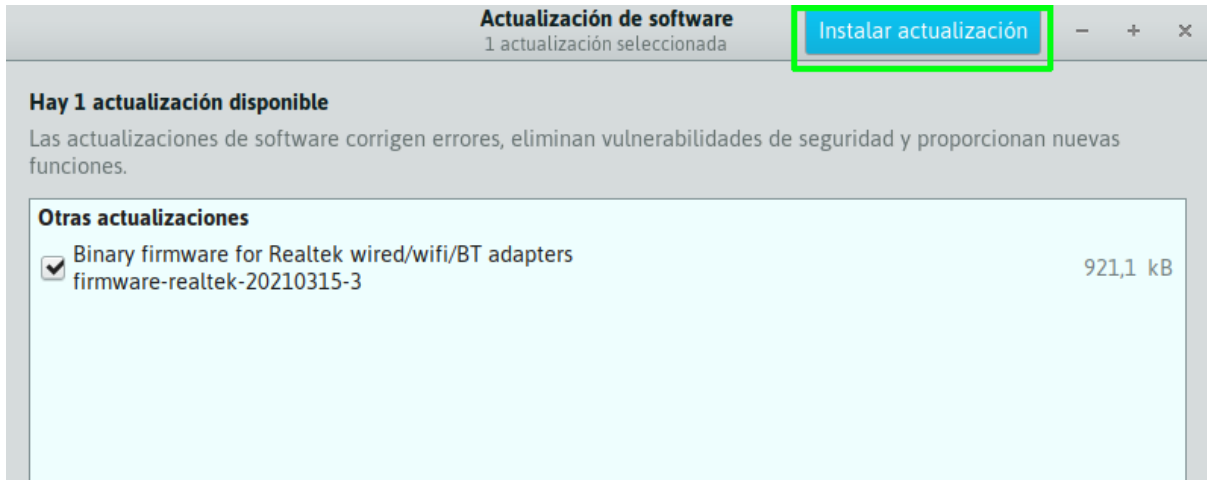 Actualización de software
1 actualización seleccionada
Instalar actualización
Hay 1 actualización disponible
Las actualizaciones de software corrigen errores, eliminan vulnerabilidades de seguridad y proporcionan nuevas
funciones.
Otras actualizaciones
Binary firmware for Realtek wired/wifi/BT adapters
firmware-realtek-20210315-3
921,1 kB